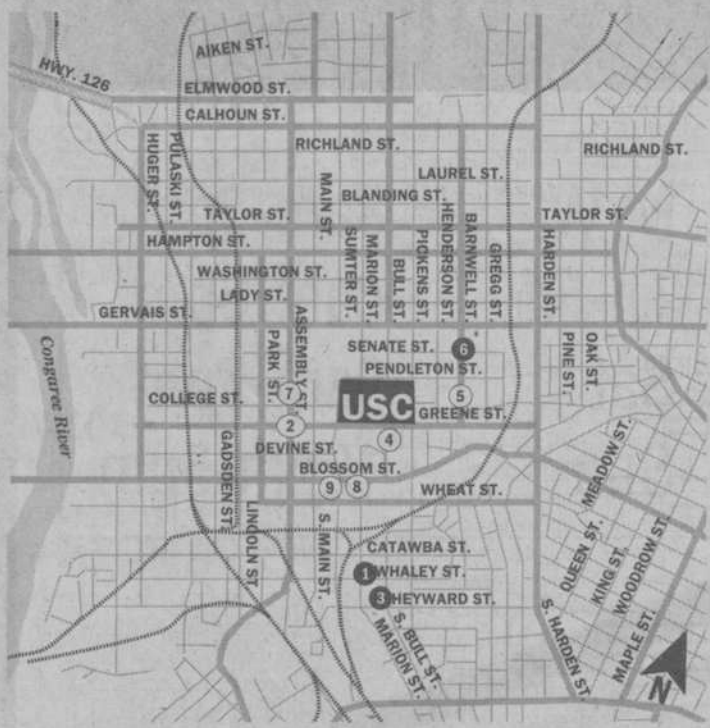 AIKEN ST.
HWY. 126
ELMWOOD ST.
CALHOUN ST.
RICHLAND ST.
RICHLAND ST.
HUGER ST.
PULASKI ST.
LAUREL ST.
BLANDING ST.
MAIN ST.
TAYLOR ST.
TAYLOR ST.
HAMPTON ST.
SUMTER ST.
MARION ST.
BULL ST.
PICKENS ST.
HENDERSON ST.
BARNWELL ST.
GREGG ST.
HARDEN ST.
WASHINGTON ST.
LADY ST.
GERVAIS ST.
ASSEMBLY ST.
PARK ST.
SENATE ST.
6
PENDLETON ST.
PINE ST.
OAK ST.
Congaree River
COLLEGE ST.
7
USC
5
GREENE ST.
2
4
DEVINE ST.
BLOSSOM ST.
GADSDEN ST.
LINCOLN ST
9
8
WHEAT ST.
MEADOW ST.
S. MAIN ST.
CATAWBA ST.
1
WHALEY ST.
3
HEYWARD ST.
QUEEN ST.
KING ST.
WOODROW ST.
MAPLE ST.
S. BULL ST.
MARION ST.
S. HARDEN ST.
N